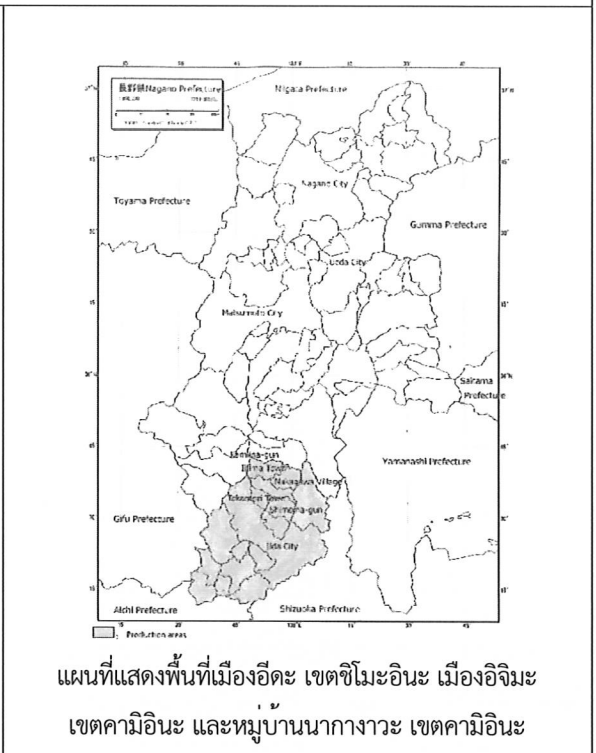 長野県Nagano Prefecture
Niigata Prefecture
Nagano City
Toyama Prefecture
Gumma Prefecture
Ueda City
Matsumoto City
Saitama
Prefecture
Kamiina-gun
Iijima Town
Yamanashi Prefecture
Nakagawa Village
Takamori Town
Shimoina-gun
Gifu Prefecture
Iida City
Aichi Prefecture
Shizuoka Prefecture
: Production areas
แผนที่แสดงพื้นที่เมืองอีดะ เขตชิโมะอินะ เมืองอิจิมะ
เขตคามิอินะ และหมู่บ้านนากางาวะ เขตคามิอินะ